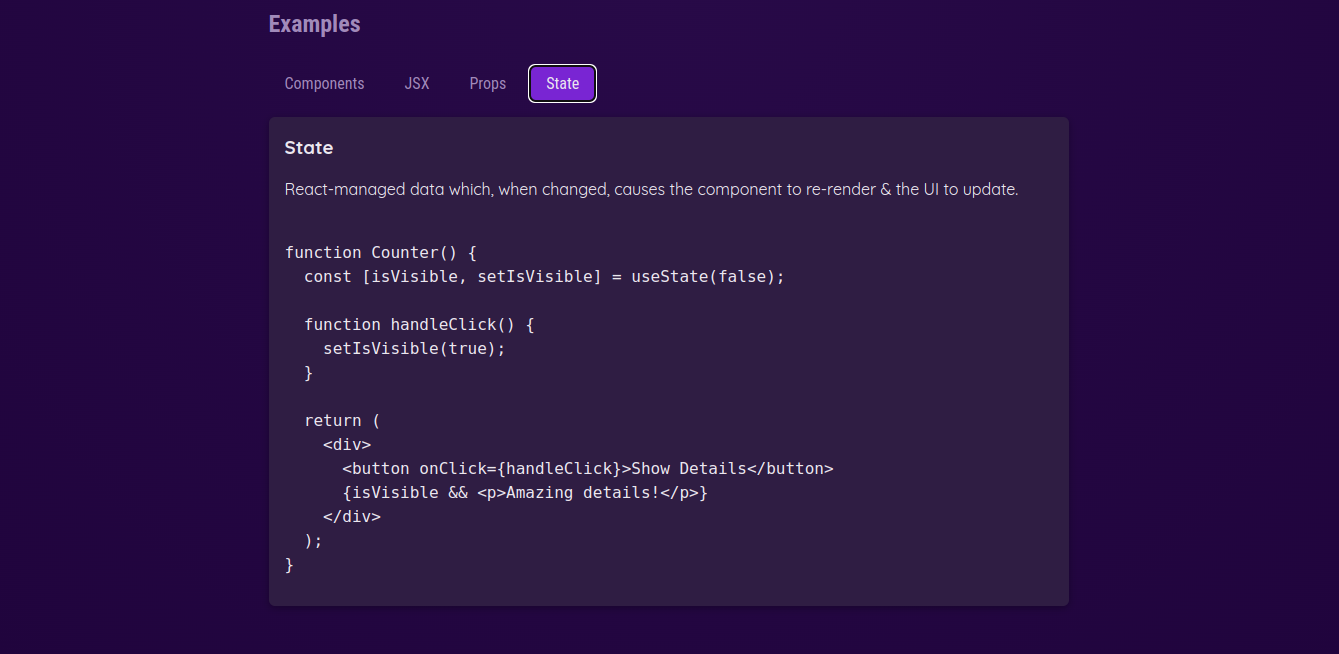 Examples
Components JSX Props State
State
React-managed data which, when changed, causes the component to re-render & the UI to update.
function Counter() {
  const [isVisible, setIsVisible] = useState(false);
  function handleClick() {
    setIsVisible(true);
  }
  return (
    <div>
      <button onClick={handleClick}>Show Details</button>
      {isVisible && <p>Amazing details!</p>}
    </div>
  );
}